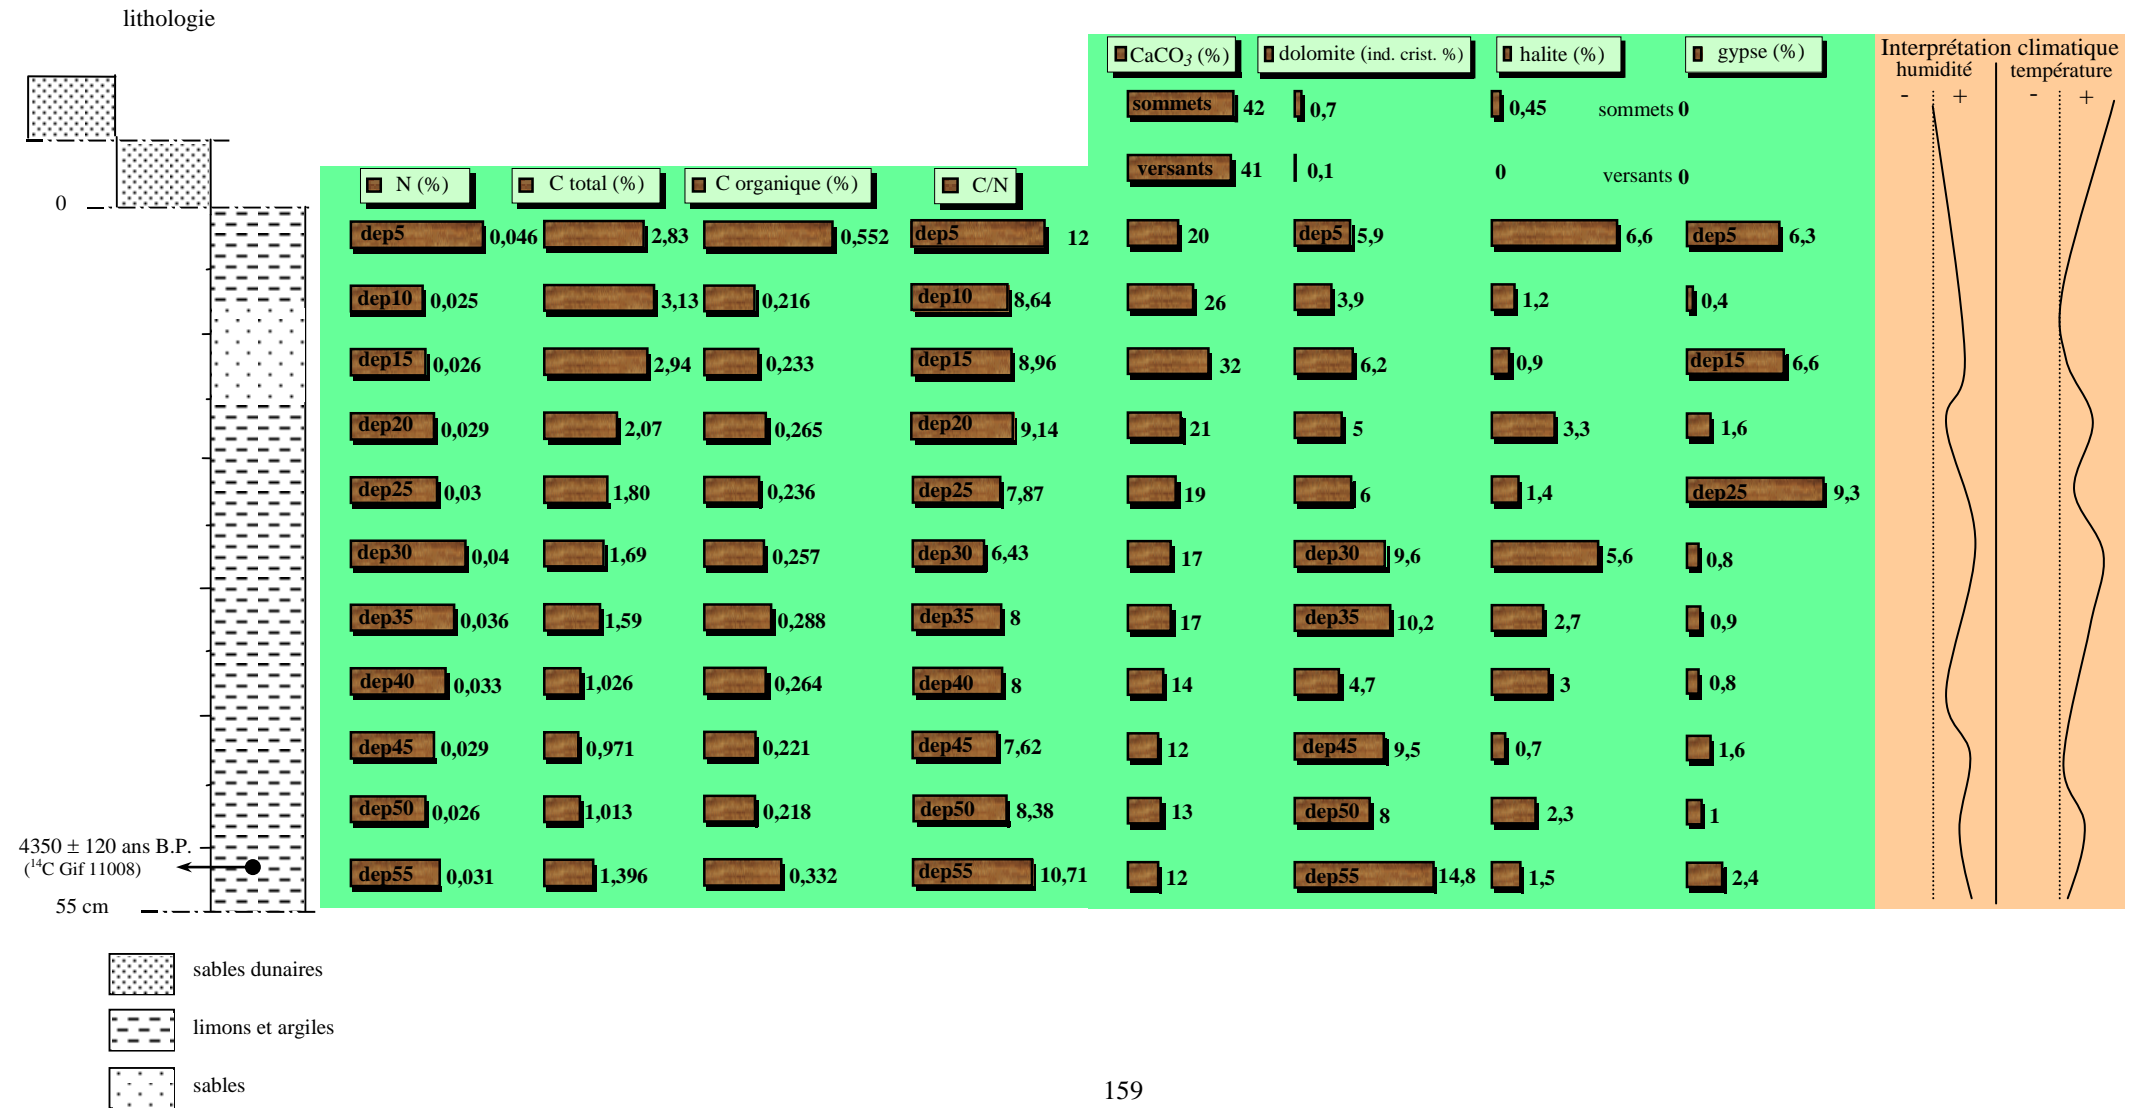 lithologie
CaCO3 (%) dolomite (ind. crist. %) halite (%) gypse (%) Interprétation climatique
humidité température
- + - +
sommets 42 0,7 0,45 sommets 0
versants 41 0,1 0 versants 0
N (%) C total (%) C organique (%) C/N
0
dep5 0,046 2,83 0,552 dep5 12 20 dep5 5,9 6,6 dep5 6,3
dep10 0,025 3,13 0,216 dep10 8,64 26 3,9 1,2 0,4
dep15 0,026 2,94 0,233 dep15 8,96 32 6,2 0,9 dep15 6,6
dep20 0,029 2,07 0,265 dep20 9,14 21 5 3,3 1,6
dep25 0,03 1,80 0,236 dep25 7,87 19 6 1,4 dep25 9,3
dep30 0,04 1,69 0,257 dep30 6,43 17 dep30 9,6 5,6 0,8
dep35 0,036 1,59 0,288 dep35 8 17 dep35 10,2 2,7 0,9
dep40 0,033 1,026 0,264 dep40 8 14 4,7 3 0,8
dep45 0,029 0,971 0,221 dep45 7,62 12 dep45 9,5 0,7 1,6
dep50 0,026 1,013 0,218 dep50 8,38 13 dep50 8 2,3 1
4350 ± 120 ans B.P.
(14C Gif 11008)
dep55 0,031 1,396 0,332 dep55 10,71 12 dep55 14,8 1,5 2,4
55 cm
sables dunaires
limons et argiles
sables
159